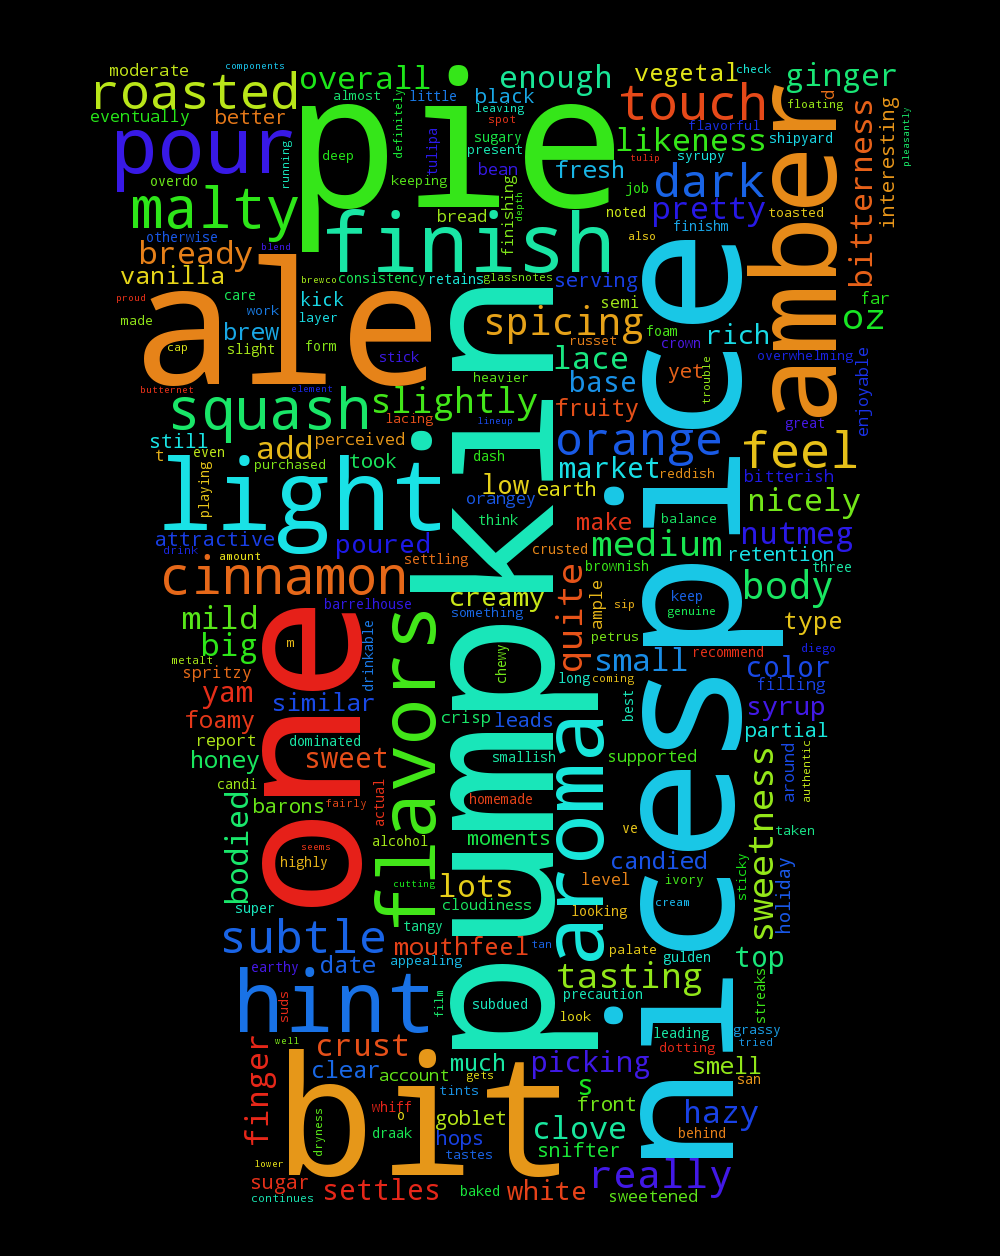 components
moderate
roasted
overall
enough
vegetal
check
ginger
almost
definitely
little
black
leaving
spot
touch
d
floating
bitterness
interesting
pleasantly
eventually
better
pour
pie
running
deep
tulipa
sugary
present
flavorful
likeness
shipyard
amber
overdo
keeping
bean
fresh
tulip
syrupy
dark
malty
bread
finishing
depth
job
noted
pretty
toasted
otherwise
blend
finish
also
finishm
bready
vanilla
brewco
consistency
retains
glassnotes
serving
proud
care
kick
semi
far
made
work
layer
spicing
foam
rich
oz
ale
brew
russet
crown
cap
slight
form
stick
lace
yet
overwhelming
enjoyable
butternet
element
heavier
base
trouble
squash
slightly
lacing
lineup
fruity
great
still
even
add
perceived
dash
orange
feel
t
purchased
took
low
earth
market
reddish
bitterish
light
playing
orangey
nicely
attractive
poured
think
make
balance
nutmeg
drink
amount
settling
crusted
medium
retention
cinnamon
brownish
three
pumpkin
nicespice
one
creamy
quite
ample
sip
keep
body
mild
barrelhouse
something
genuine
type
big
m
drinkable
flavors
petrus
metalt
chewy
small
recommend
diego
spritzy
color
yam
similar
long
coming
filling
foamy
crisp
leads
best
syrup
report
dominated
aroma
partial
honey
sweet
smallish
supported
around
authentic
candi
actual
homemade
sweetness
barons
fairly
bodied
alcohol
moments
ve
taken
seems
highly
candied
cutting
lots
level
ivory
sticky
holiday
super
cloudiness
looking
cream
tangy
subtle
mouthfeel
tan
palate
gulden
top
earthy
date
appealing
tasting
hint
suds
film
subdued
precaution
streaks
look
leading
grassy
well
crust
dotting
tried
finger
clear
account
much
picking
smell
gets
san
bit
tints
s
whiff
o
goblet
front
hazy
dryness
draak
hops
clove
behind
lower
tastes
snifter
sugar
settles
baked
white
really
continues
sweetened